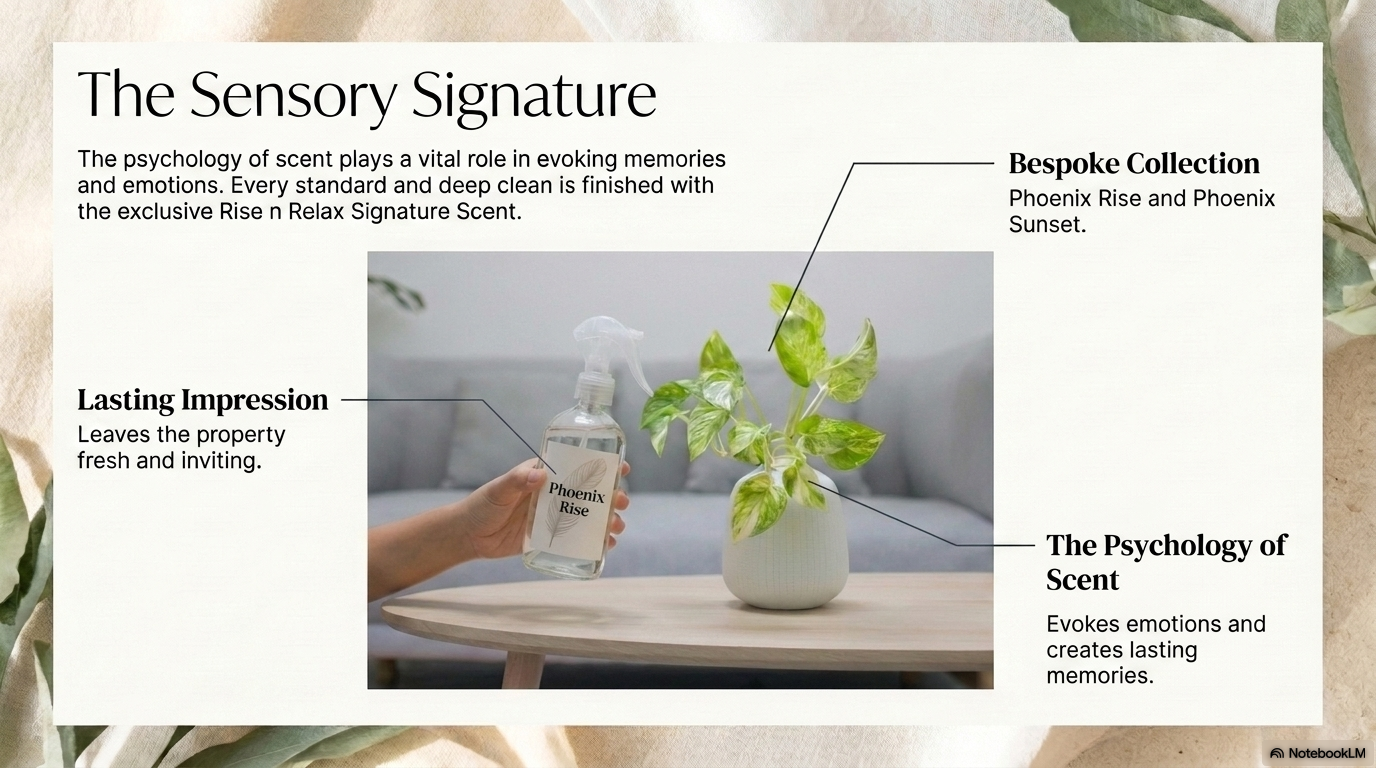 The Sensory Signature
The psychology of scent plays a vital role in evoking memories
and emotions. Every standard and deep clean is finished with
the exclusive Rise n Relax Signature Scent.
Bespoke Collection
Phoenix Rise and Phoenix
Sunset.
Lasting Impression
Leaves the property
fresh and inviting.
Phoenix
Rise
The Psychology of
Scent
Evokes emotions and
creates lasting
memories.
NotebookLM